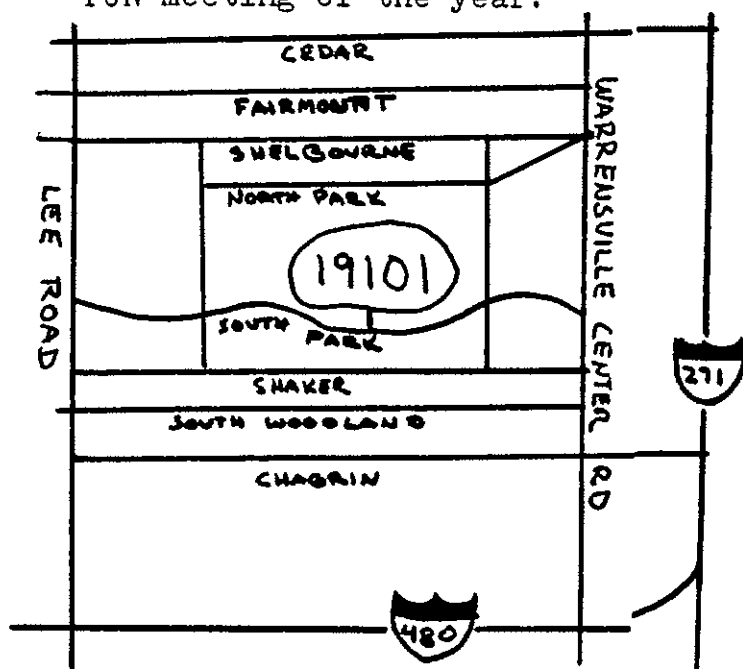 meeting of the year.
CEDAR
FAIRMOUNT
SHELBOURNE
NORTH PARK
WARRENSVILLE CENTER RD
LEE ROAD
19101
SOUTH PARK
271
SHAKER
SOUTH WOODLAND
CHAGRIN
480